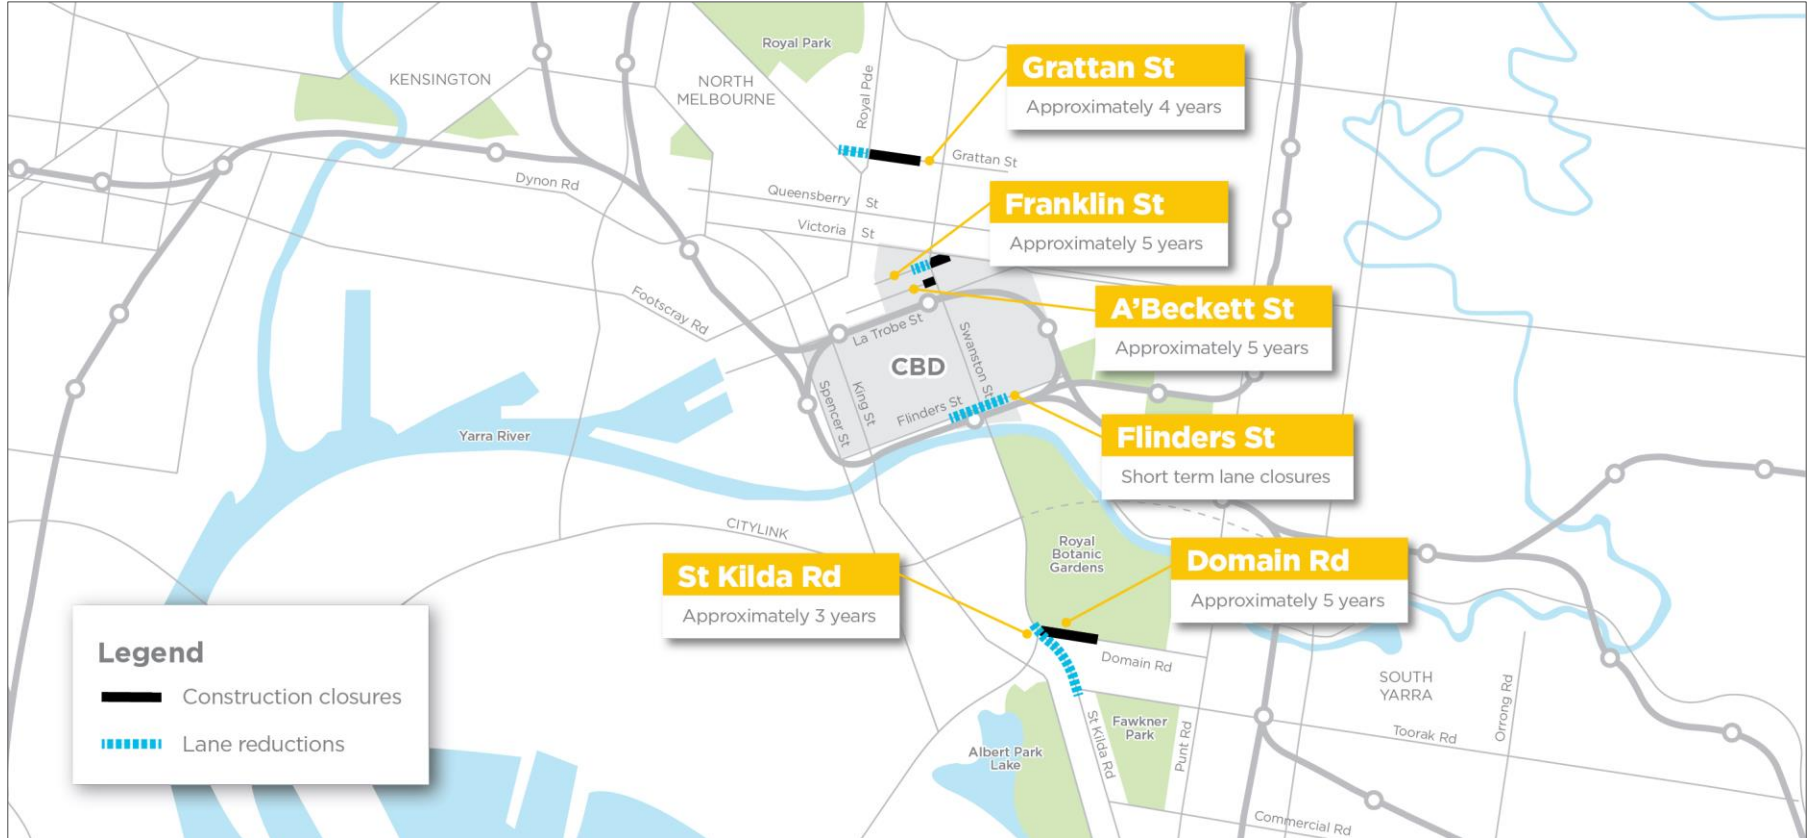 Royal Park
KENSINGTON
NORTH
MELBOURNE
Royal Pde
Grattan St
Approximately 4 years
Grattan St
Dynon Rd
Queensberry St
Victoria St
Franklin St
Approximately 5 years
Footscray Rd
La Trobe St
A'Beckett St
Approximately 5 years
CBD
Swanston St
Spencer St
King St
Flinders St
Flinders St
Short term lane closures
Yarra River
CITYLINK
Royal
Botanic
Gardens
St Kilda Rd
Approximately 3 years
Domain Rd
Approximately 5 years
Domain Rd
SOUTH
YARRA
Orrong Rd
Toorak Rd
Punt Rd
Fawkner
Park
St Kilda Rd
Albert Park
Lake
Commercial Rd
Legend
Construction closures
Lane reductions